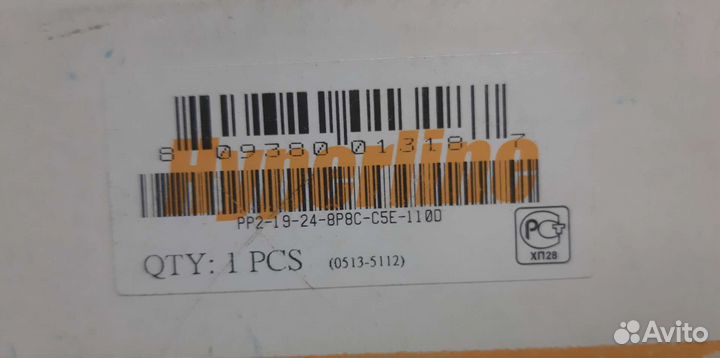 Hyperline
8 09380 01318 7
PP2-19-24-8P8C-C5E-110D
QTY: 1 PCS (0513-5112)
РСТ
ХП28
Avito